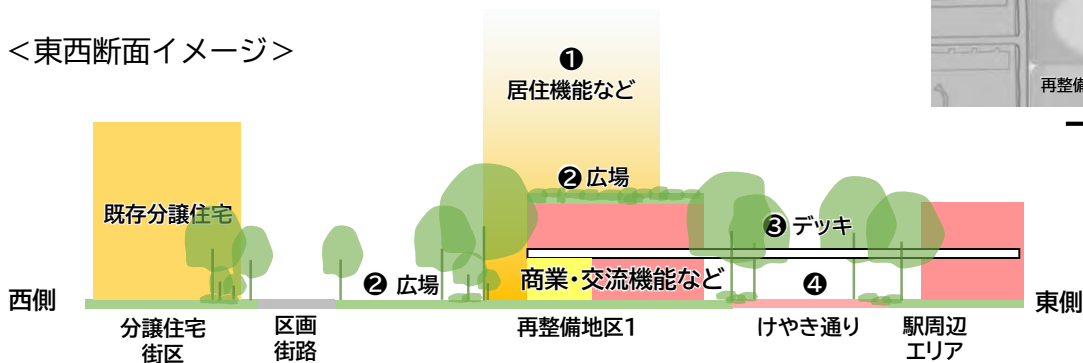 ＜東西断面イメージ＞
❶
居住機能など
再整備
❷ 広場
既存分譲住宅
❸ デッキ
❷ 広場
商業・交流機能など
❹
西側
東側
分譲住宅
街区
区画
街路
再整備地区1
けやき通り
駅周辺
エリア